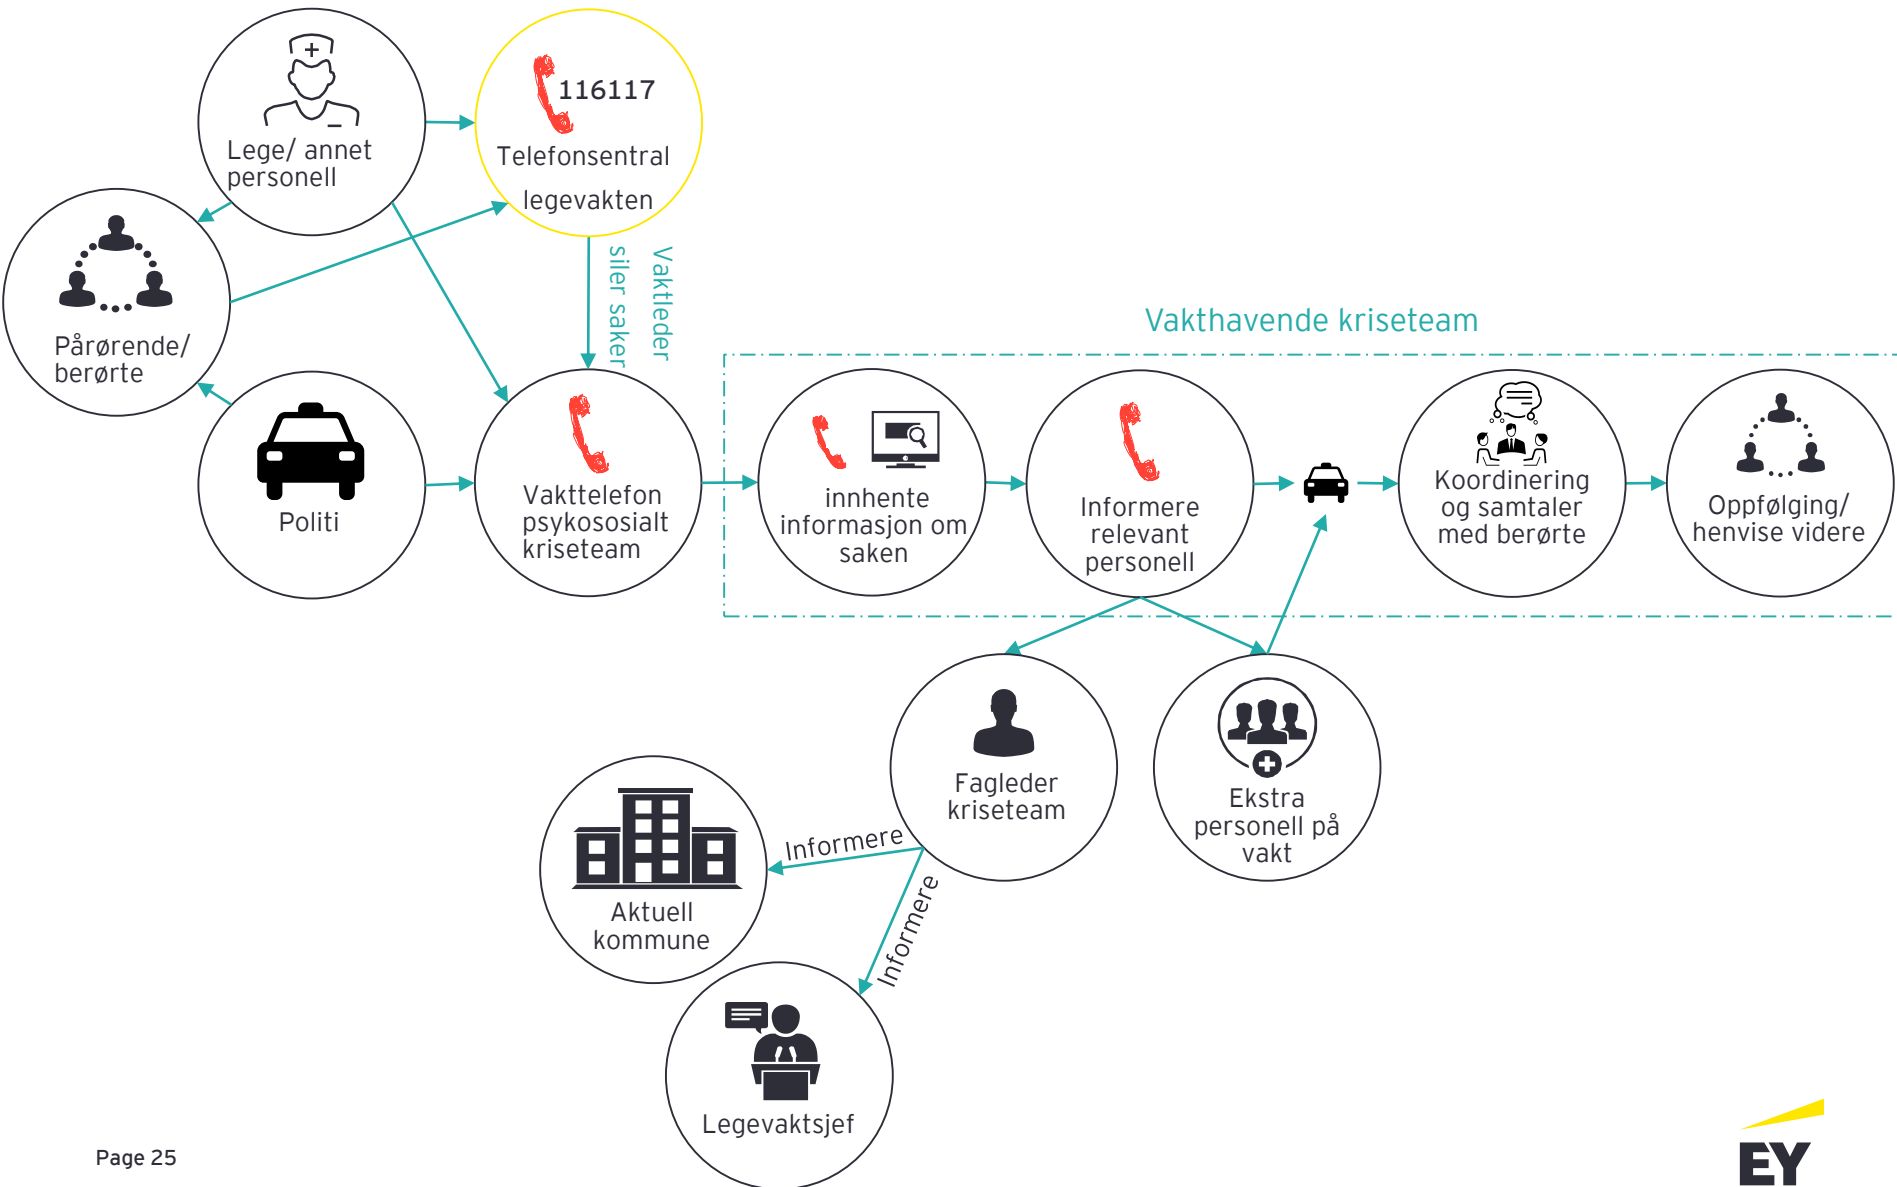 Lege/ annet
personell
116117
Telefonsentral
legevakten
Pårørende/
berørte
Vaktleder
siler saker
Politi
Vakttelefon
psykososialt
kriseteam
Vakthavende kriseteam
innhente
informasjon om
saken
Informere
relevant
personell
Koordinering
og samtaler
med berørte
Oppfølging/
henvise videre
Fagleder
kriseteam
Ekstra
personell på
vakt
Informere
Informere
Aktuell
kommune
Legevaktsjef
Page 25
EY